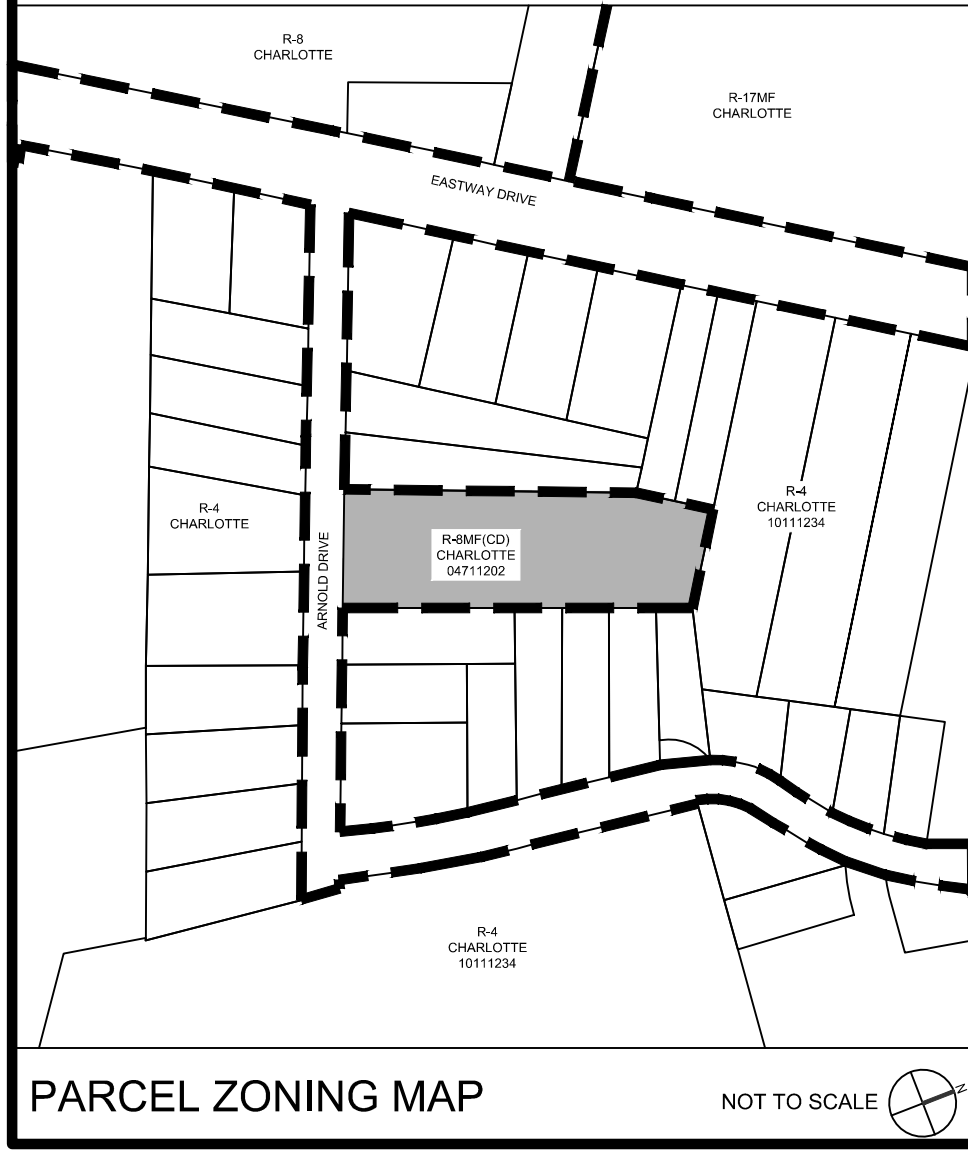 R-8
CHARLOTTE
R-17MF
CHARLOTTE
EASTWAY DRIVE
R-4
CHARLOTTE
10111234
R-4
CHARLOTTE
R-8MF(CD)
CHARLOTTE
04711202
ARNOLD DRIVE
R-4
CHARLOTTE
10111234
PARCEL ZONING MAP
NOT TO SCALE
N